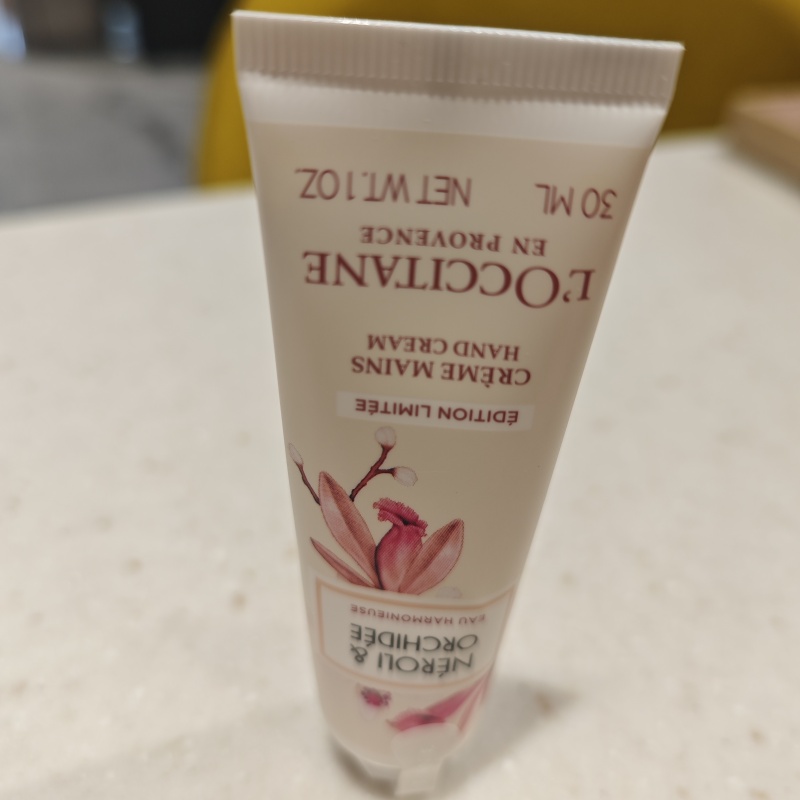 NÉROLI &
ORCHIDÉE
EAU HARMONIEUSE
ÉDITION LIMITÉE
CRÈME MAINS
HAND CREAM
L'OCCITANE
EN PROVENCE
30 ML NET WT. 1 OZ.